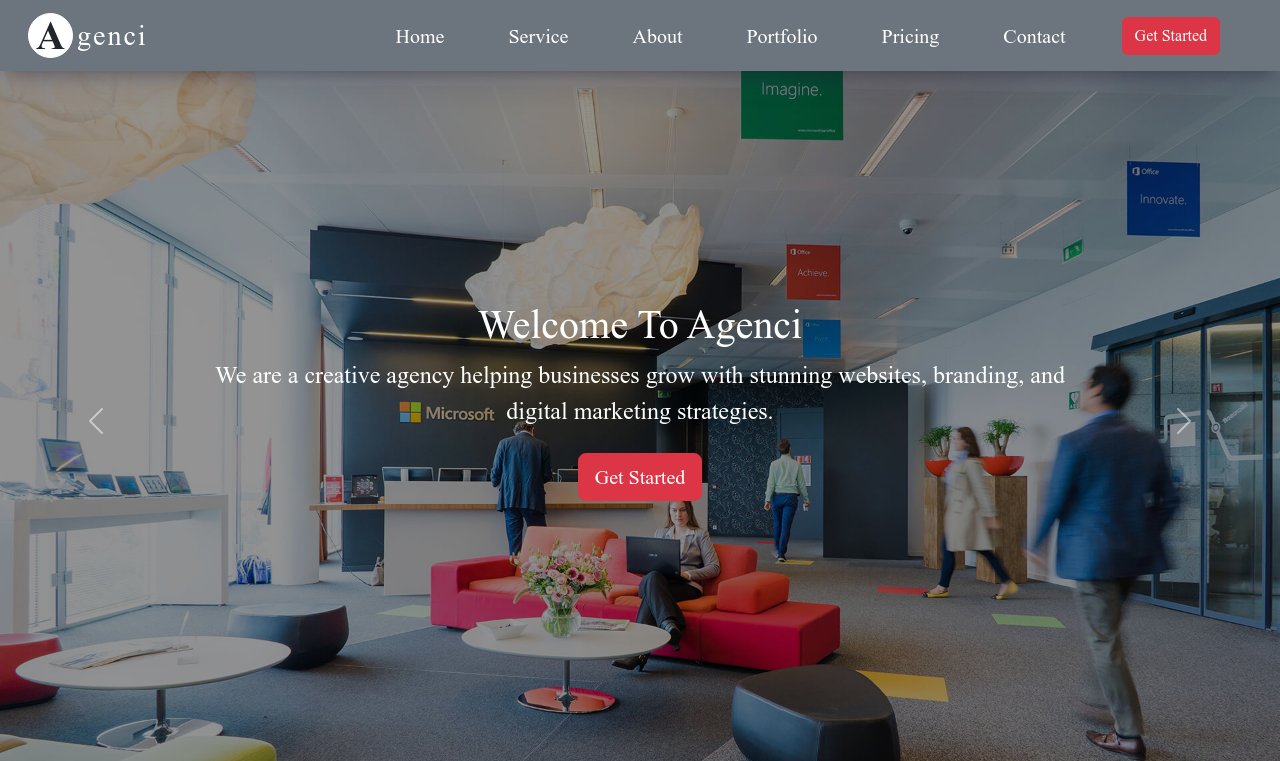 Agenci
Home Service About Portfolio Pricing Contact Get Started
Imagine.
Office
Innovate.
Office
Achieve.
Welcome To Agenci
We are a creative agency helping businesses grow with stunning websites, branding, and
digital marketing strategies.
Microsoft
Get Started